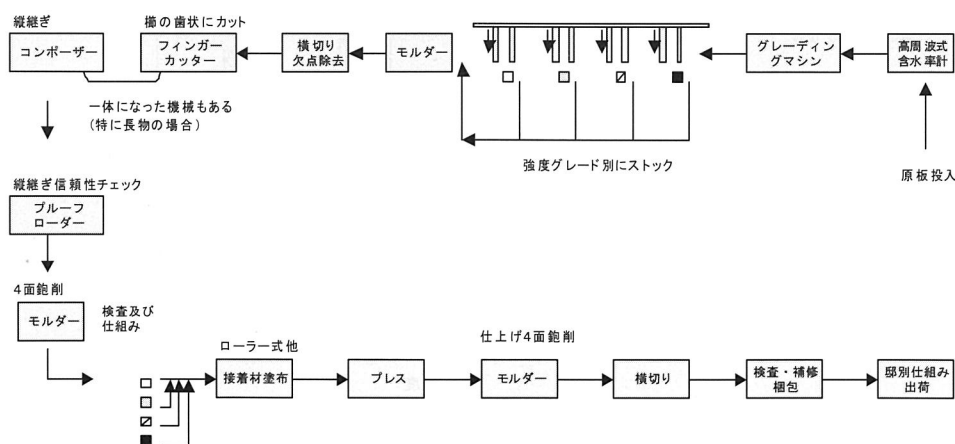 縦継ぎ
コンポーザー
櫛の歯状にカット
フィンガー
カッター
横切り
欠点除去
モルダー
グレーディン
グマシン
高周波式
含水率計
一体になった機械もある
(特に長物の場合)
強度グレード別にストック
原板投入
縦継ぎ信頼性チェック
プルーフ
ローダー
4面鉋削
モルダー
検査及び
仕組み
ローラー式他
接着材塗布
プレス
仕上げ4面鉋削
モルダー
横切り
検査・補修
梱包
邸別仕組み
出荷